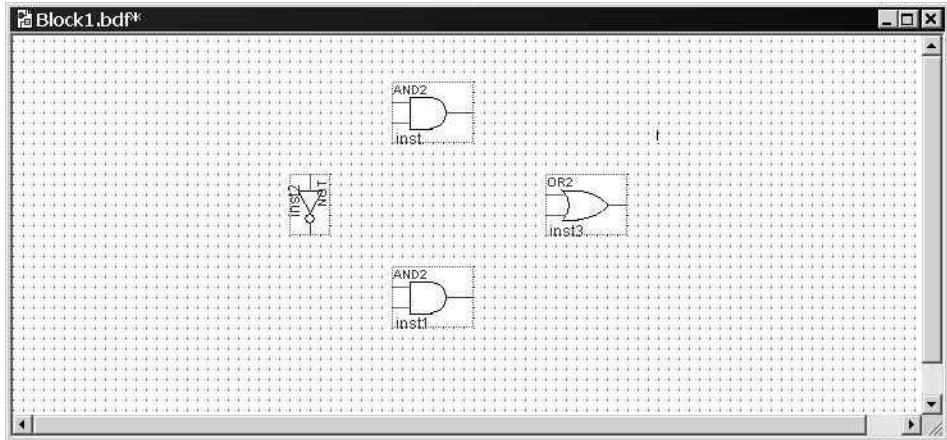 Block1.bdf*
AND2
inst
inst2
NOT
OR2
inst3
AND2
inst1